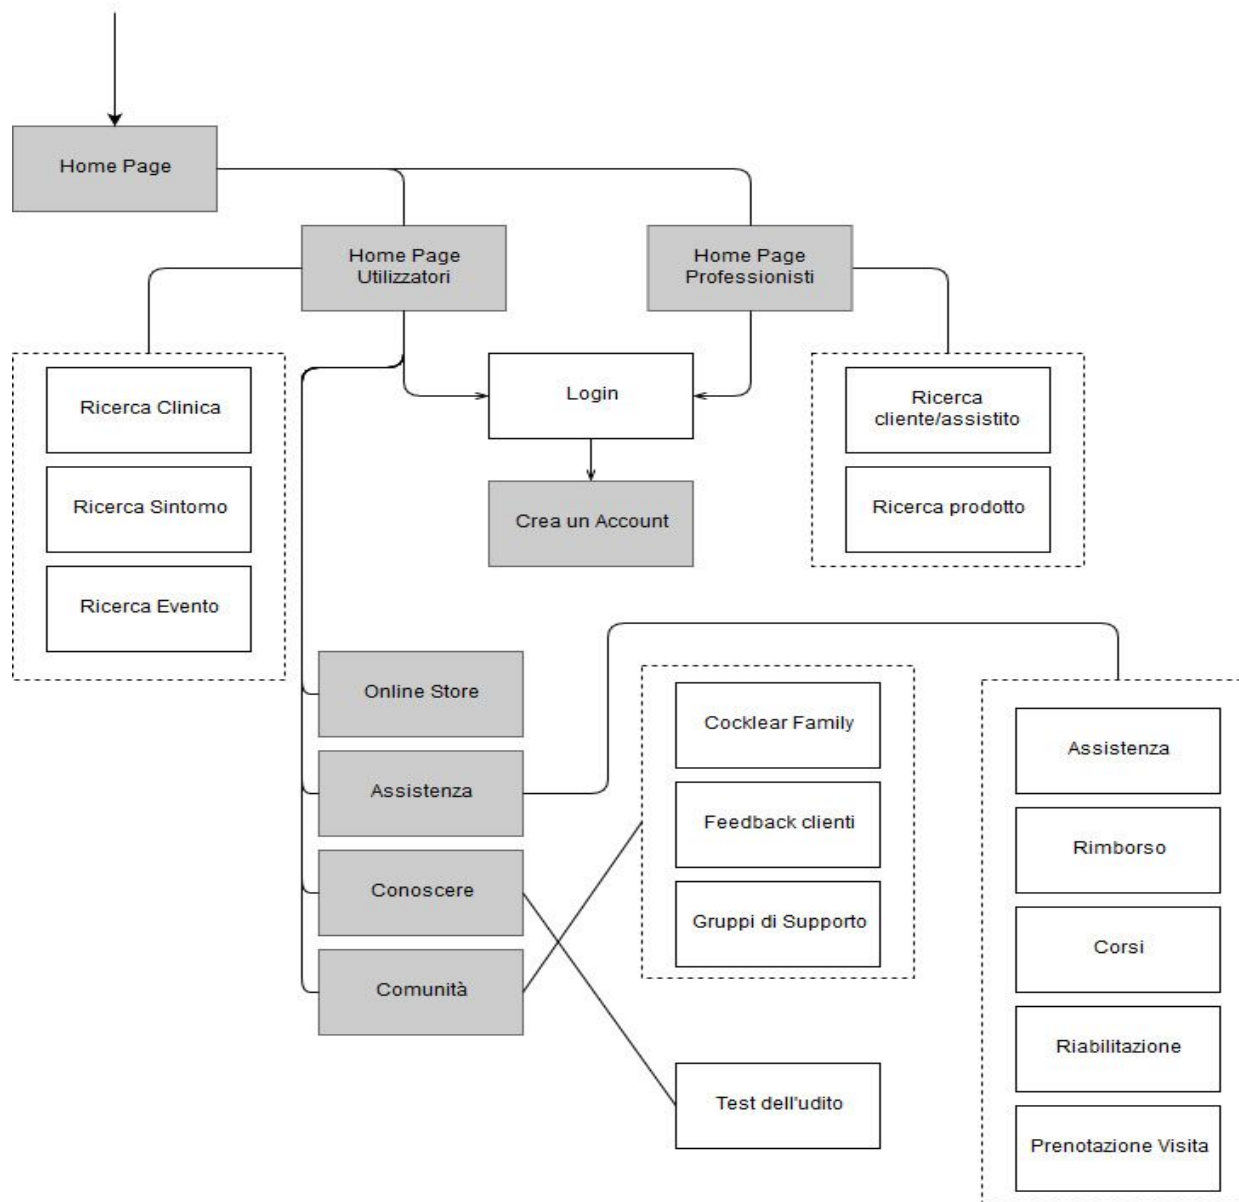 Home Page
Home Page
Utilizzatori
Home Page
Professionisti
Ricerca Clinica
Ricerca Sintomo
Ricerca Evento
Login
Crea un Account
Ricerca
cliente/assistito
Ricerca prodotto
Online Store
Assistenza
Conoscere
Comunità
Cocklear Family
Feedback clienti
Gruppi di Supporto
Test dell'udito
Assistenza
Rimborso
Corsi
Riabilitazione
Prenotazione Visita